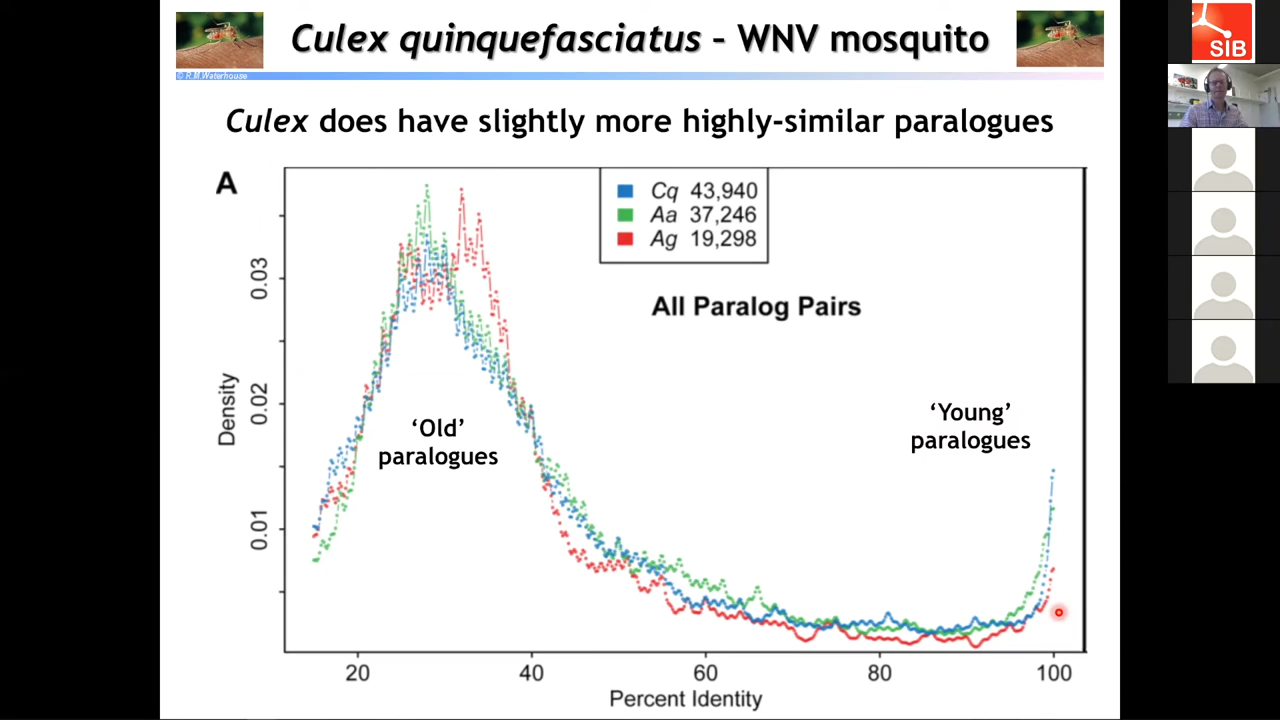 Culex quinquefasciatus – WNV mosquito
© R.M.Waterhouse
SIB
Culex does have slightly more highly-similar paralogues
A
Cq 43,940
Aa 37,246
Ag 19,298
All Paralog Pairs
Density
0.03
0.02
0.01
‘Old’
paralogues
‘Young’
paralogues
20
40
60
80
100
Percent Identity